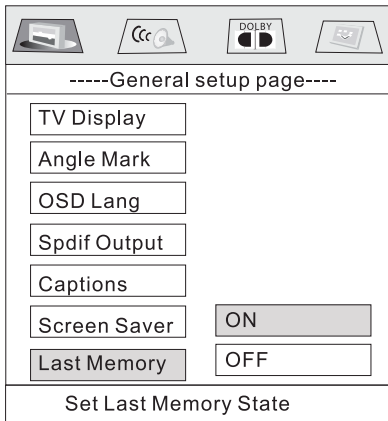 DOLBY
-----General setup page----
TV Display
Angle Mark
OSD Lang
Spdif Output
Captions
Screen Saver
ON
Last Memory
OFF
Set Last Memory State